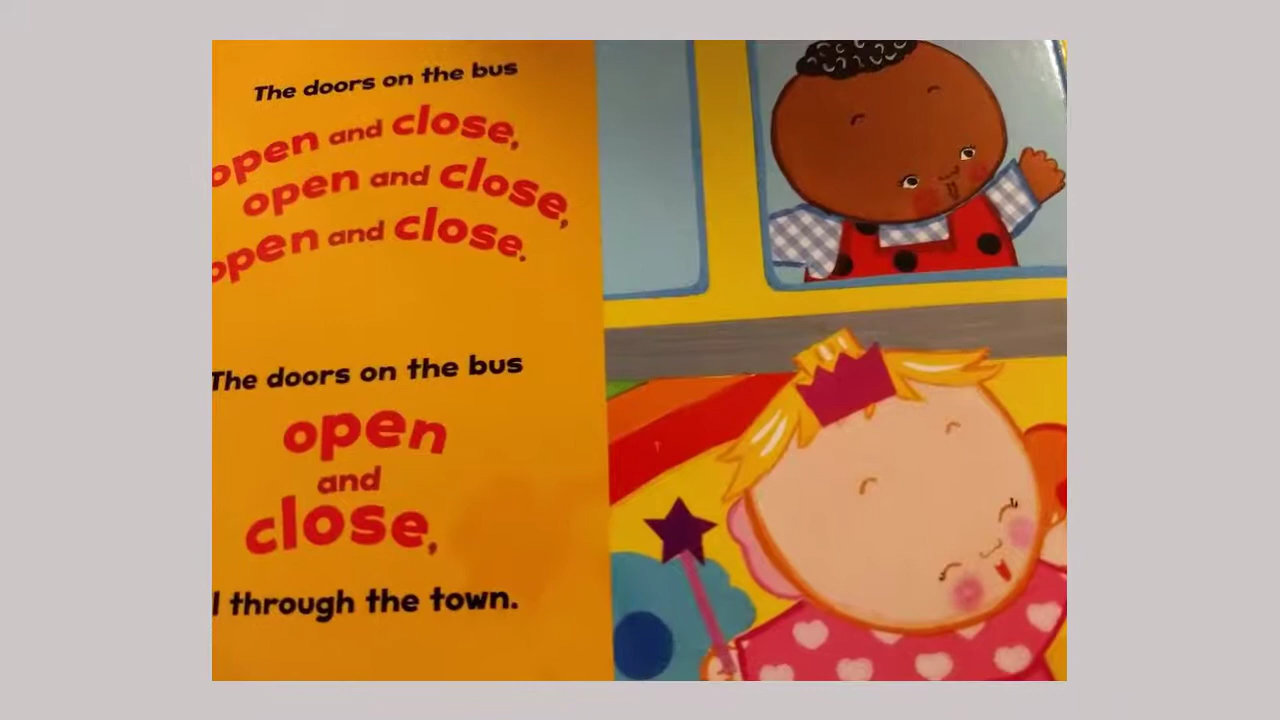 The doors on the bus
open and close,
open and close,
open and close.
The doors on the bus
open
and
close,
l through the town.